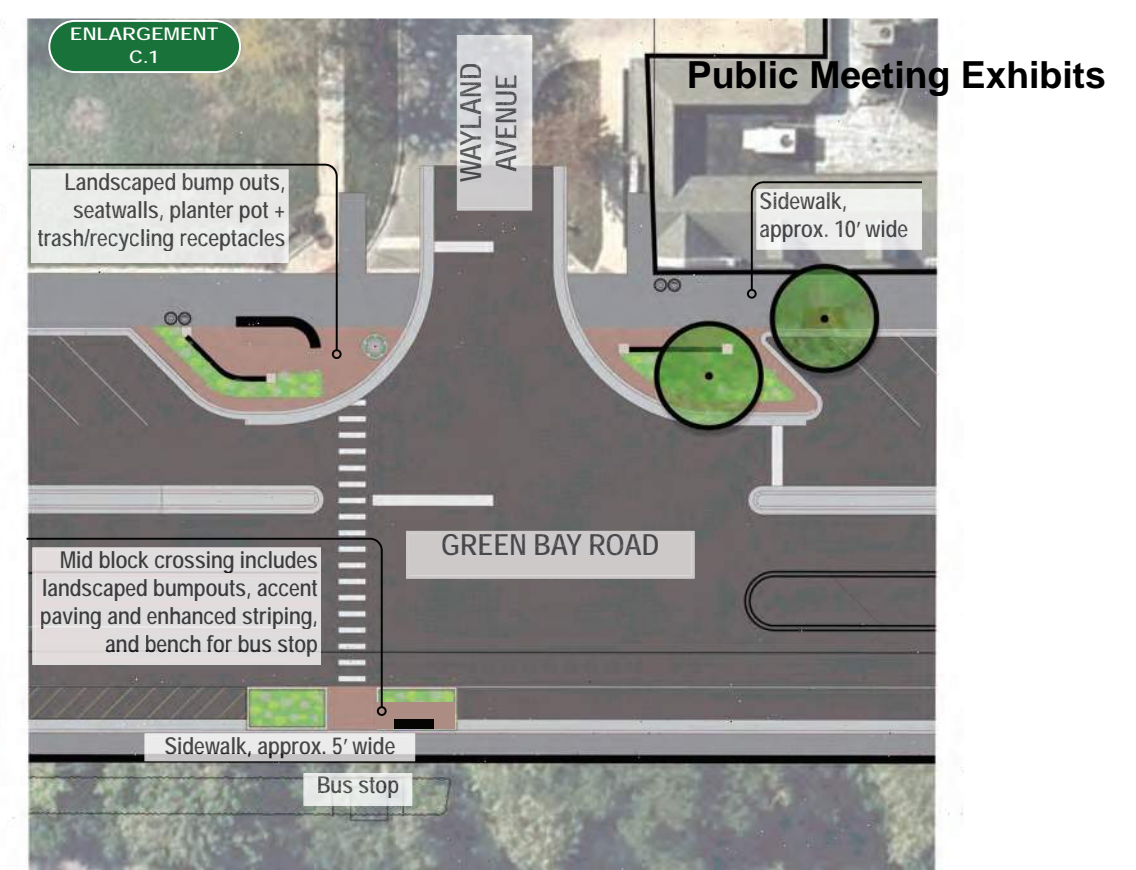 ENLARGEMENT
C.1
Public Meeting Exhibits
WAYLAND
AVENUE
Landscaped bump outs,
seatwalls, planter pot +
trash/recycling receptacles
Sidewalk,
approx. 10' wide
GREEN BAY ROAD
Mid block crossing includes
landscaped bumpouts, accent
paving and enhanced striping,
and bench for bus stop
Sidewalk, approx. 5' wide
Bus stop